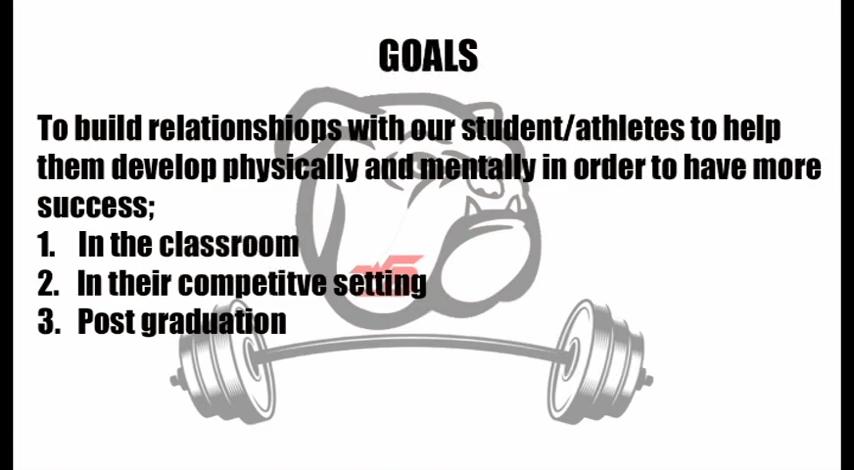 GOALS
To build relationshiops with our student/athletes to help
them develop physically and mentally in order to have more
success;
1. In the classroom
2. In their competitve setting
3. Post graduation